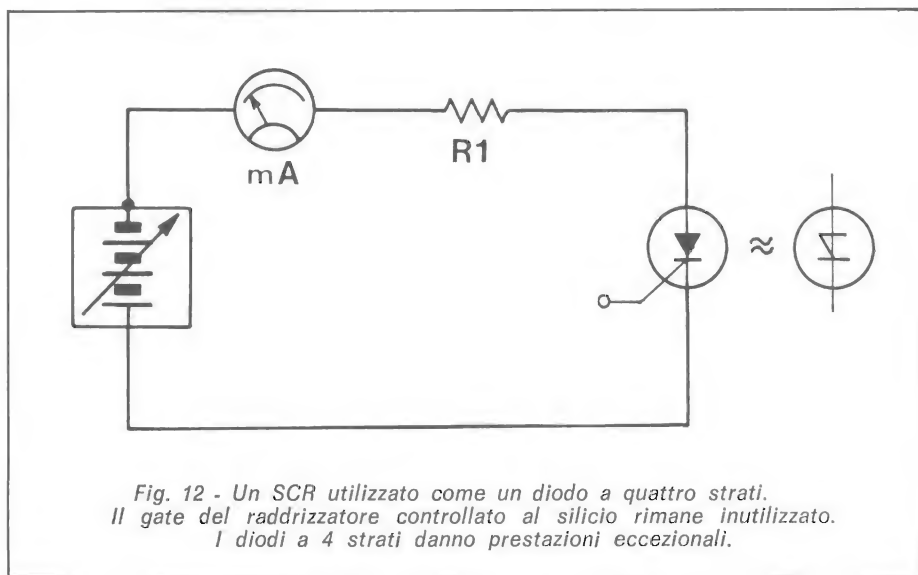 mA
R1
≈
Fig. 12 - Un SCR utilizzato come un diodo a quattro strati.
Il gate del raddrizzatore controllato al silicio rimane inutilizzato.
I diodi a 4 strati danno prestazioni eccezionali.